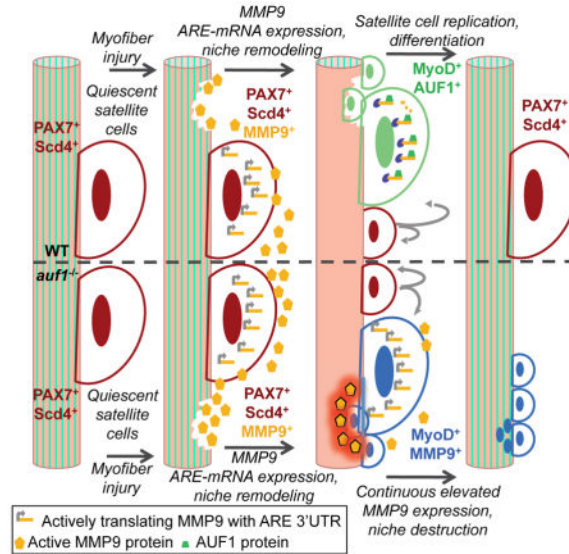 Myofiber
injury
MMP9
ARE-mRNA expression,
niche remodeling
Satellite cell replication,
differentiation
Quiescent
satellite
cells
PAX7+
Scd4+
PAX7+
Scd4+
MMP9+
MyoD+
AUF1+
PAX7+
Scd4+
WT
auf1-/-
PAX7+
Scd4+
Quiescent
satellite
cells
Myofiber
injury
PAX7+
Scd4+
MMP9+
MMP9
ARE-mRNA expression,
niche remodeling
MyoD+
MMP9+
Continuous elevated
MMP9 expression,
niche destruction
Actively translating MMP9 with ARE 3'UTR
Active MMP9 protein
AUF1 protein